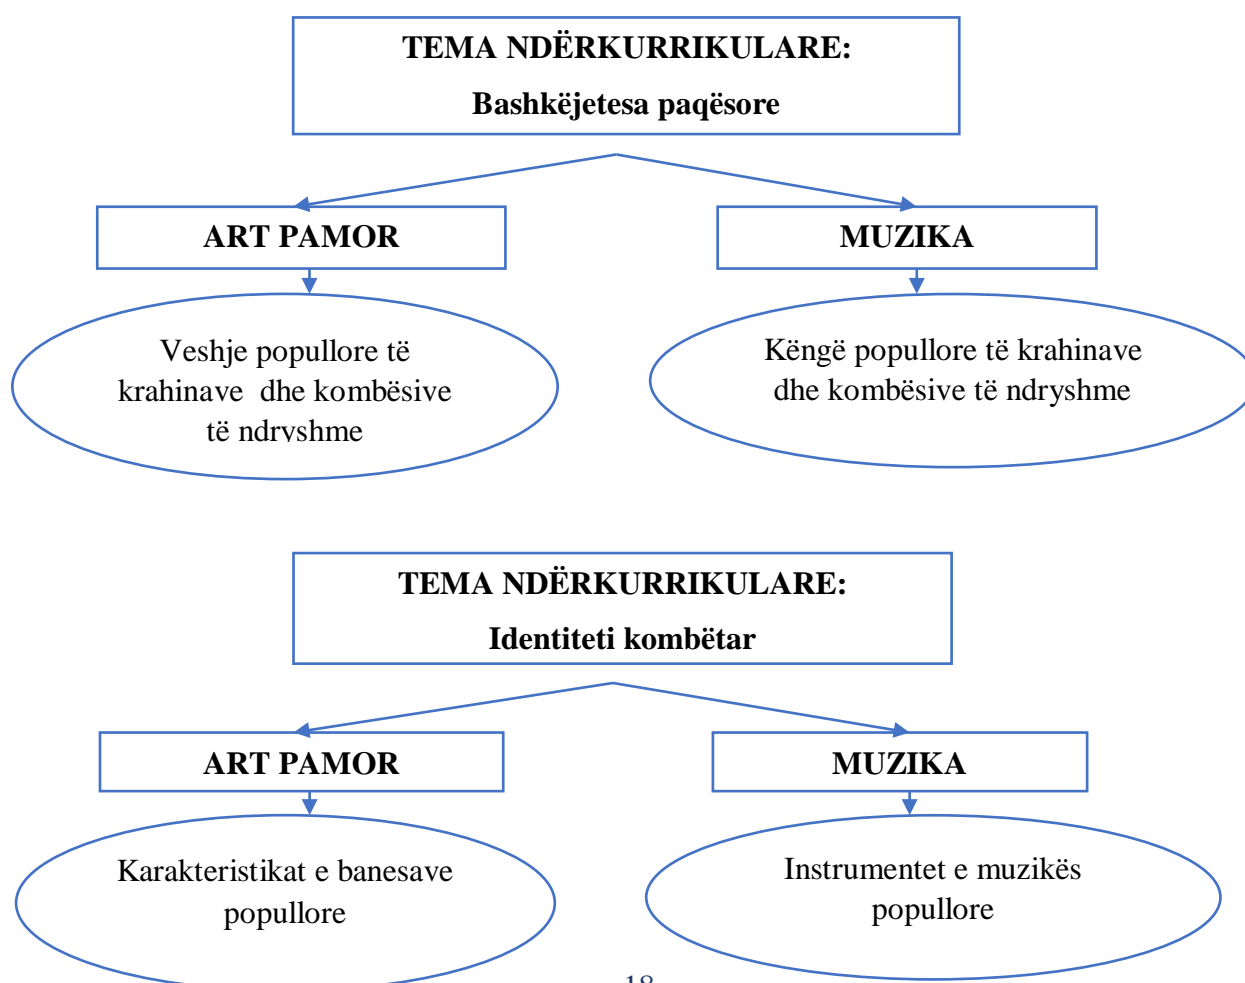 TEMA NDËRKURRIKULARE:
Bashkëjetesa paqësore
ART PAMOR
MUZIKA
Veshje popullore të
krahinave dhe kombësive
të ndryshme
Këngë popullore të krahinave
dhe kombësive të ndryshme
TEMA NDËRKURRIKULARE:
Identiteti kombëtar
ART PAMOR
MUZIKA
Karakteristikat e banesave
popullore
Instrumentet e muzikës
popullore
18